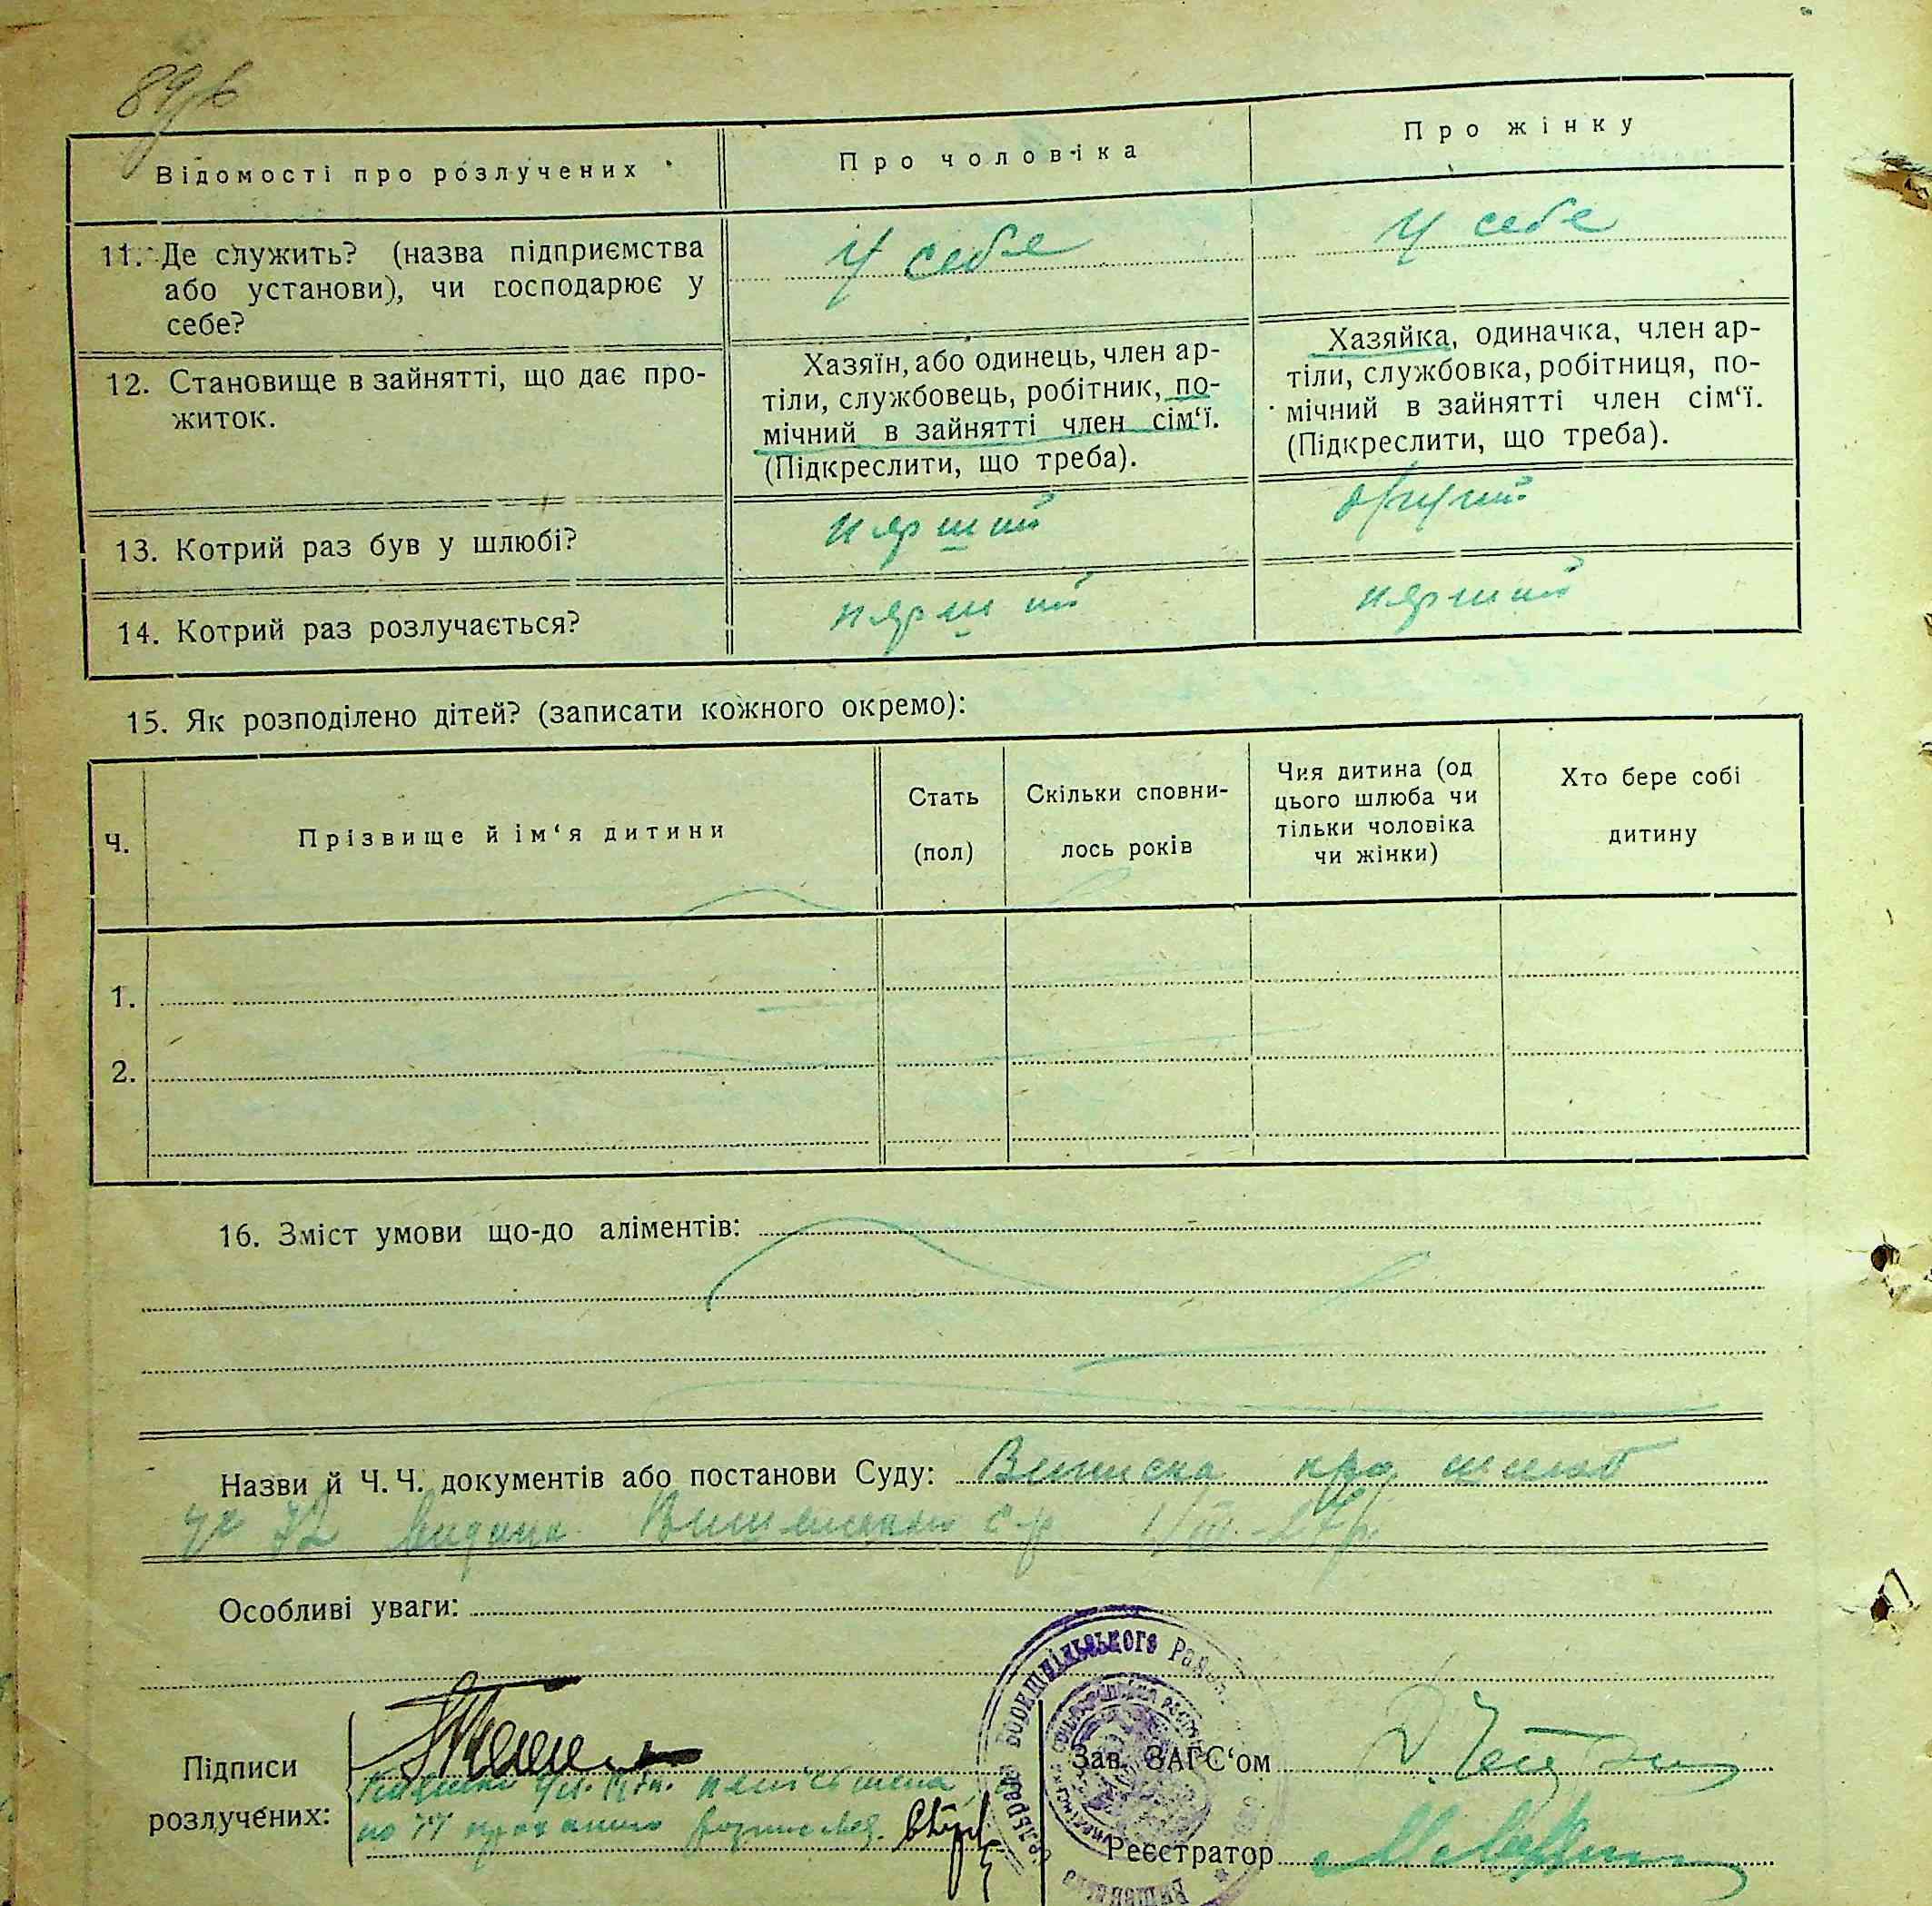 Відомості про розлучених
Про чоловіка
Про жінку
11. Де служить? (назва підприємства
або установи), чи господарює у
себе?
У себе
У себе
12. Становище в зайнятті, що дає про-
житок.
Хазяїн, або одинець, член ар-
тіли, службовець, робітник, по-
мічний в зайнятті член сім‘ї.
(Підкреслити, що треба).
Хазяйка, одиначка, член ар-
тіли, службовка, робітниця, по-
мічний в зайнятті член сім‘ї.
(Підкреслити, що треба).
13. Котрий раз був у шлюбі?
перший
другий
14. Котрий раз розлучається?
перший
перший
15. Як розподілено дітей? (записати кожного окремо):
Ч.
Прізвище й ім‘я дитини
Стать
(пол)
Скільки сповни-
лось років
Чия дитина (од
цього шлюба чи
тільки чоловіка
чи жінки)
Хто бере собі
дитину
1.
2.
16. Зміст умови що-до аліментів:
Назви й Ч. Ч. документів або постанови Суду: Виписка про шлюб
1/III-27р.
Особливі уваги:
Підписи
розлучених:
Зав. ЗАГС‘ом
Реєстратор